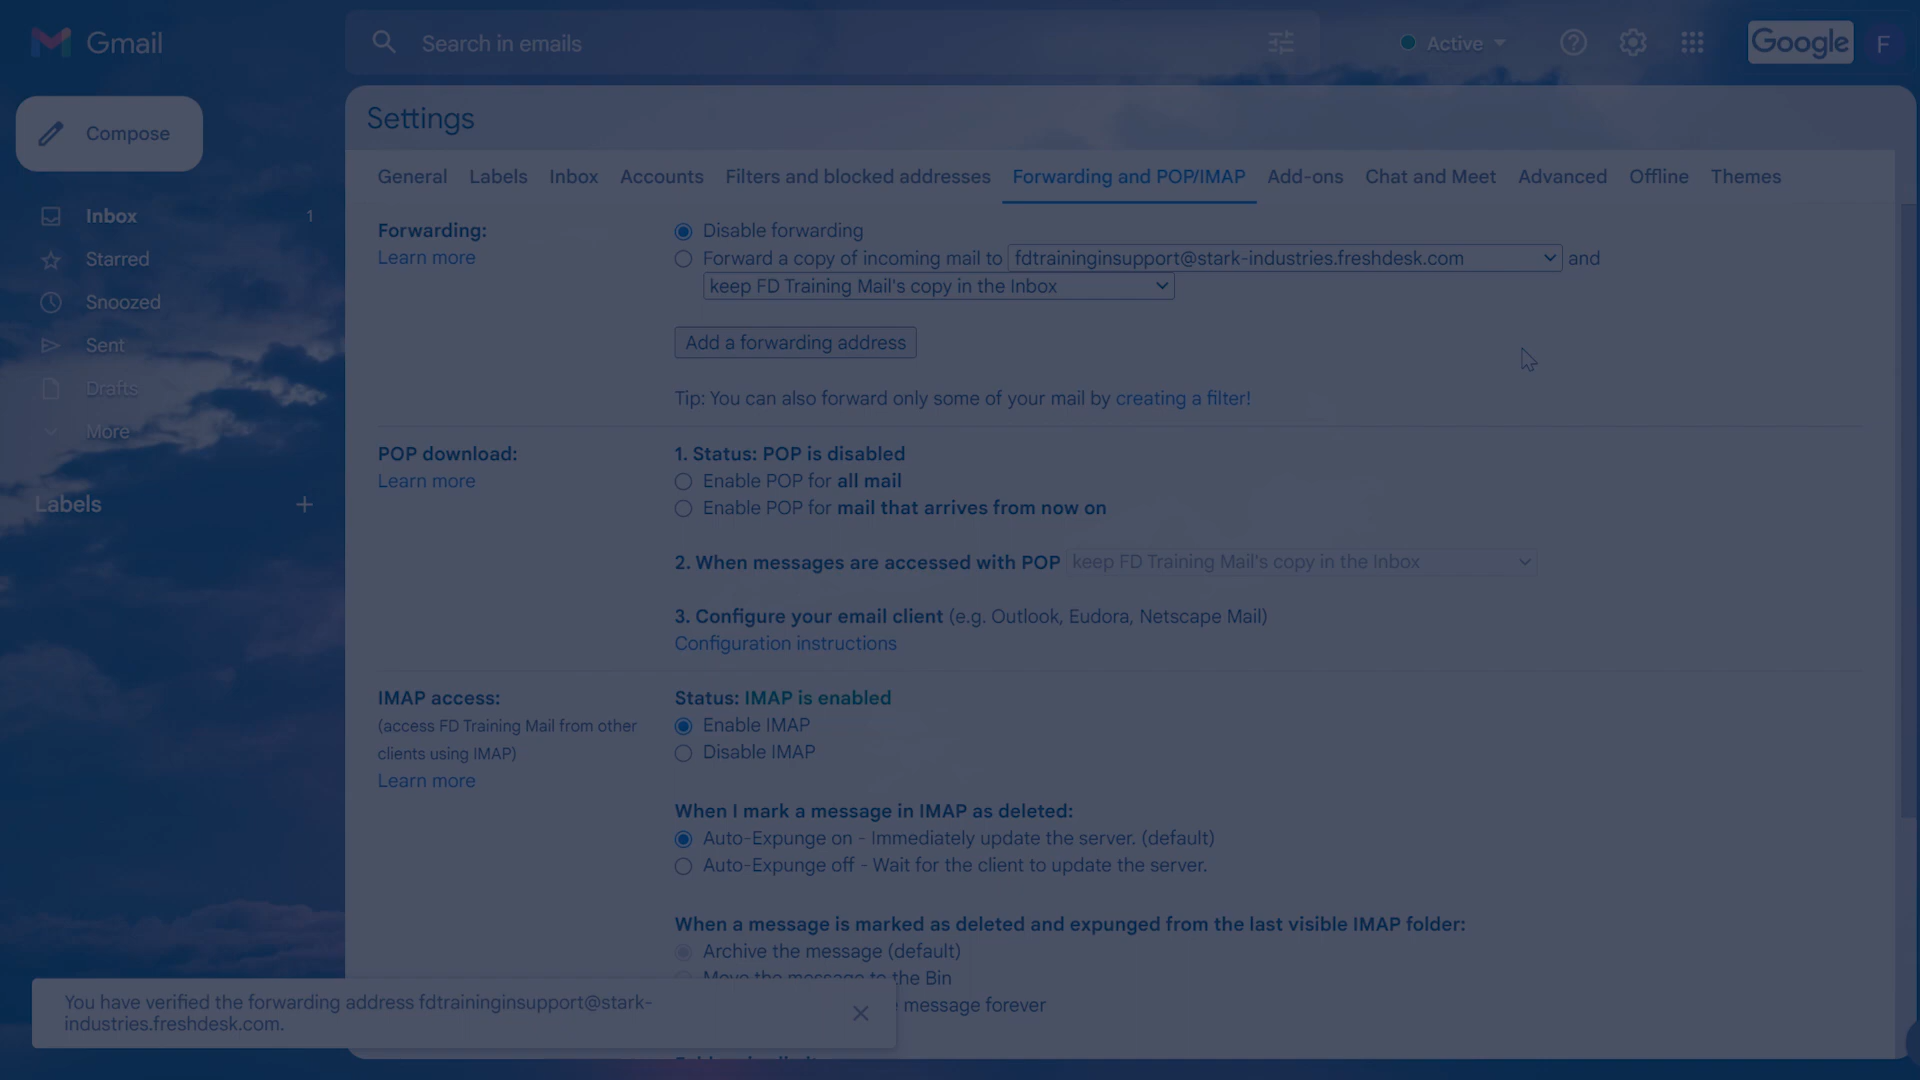 Gmail
Search in emails
Active
Google
F
Compose
Inbox 1
Starred
Snoozed
Sent
Drafts
More
Labels
Settings
General Labels Inbox Accounts Filters and blocked addresses Forwarding and POP/IMAP Add-ons Chat and Meet Advanced Offline Themes
Forwarding:
Learn more
Disable forwarding
Forward a copy of incoming mail to fdtraininginsupport@stark-industries.freshdesk.com and
keep FD Training Mail's copy in the Inbox
Add a forwarding address
Tip: You can also forward only some of your mail by creating a filter!
POP download:
Learn more
1. Status: POP is disabled
Enable POP for all mail
Enable POP for mail that arrives from now on
2. When messages are accessed with POP keep FD Training Mail's copy in the Inbox
3. Configure your email client (e.g. Outlook, Eudora, Netscape Mail)
Configuration instructions
IMAP access:
(access FD Training Mail from other
clients using IMAP)
Learn more
Status: IMAP is enabled
Enable IMAP
Disable IMAP
When I mark a message in IMAP as deleted:
Auto-Expunge on - Immediately update the server. (default)
Auto-Expunge off - Wait for the client to update the server.
When a message is marked as deleted and expunged from the last visible IMAP folder:
Archive the message (default)
Move the message to the Bin
message forever
You have verified the forwarding address fdtraininginsupport@stark-
industries.freshdesk.com.